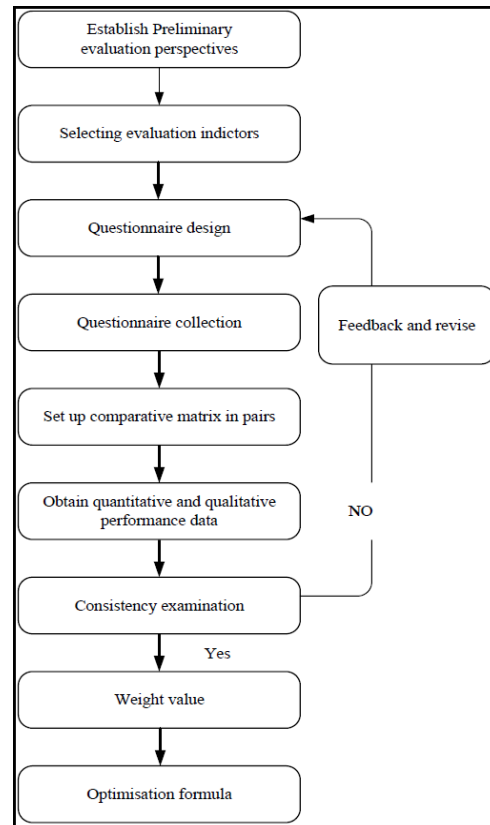 Establish Preliminary
evaluation perspectives
Selecting evaluation indictors
Questionnaire design
Questionnaire collection
Feedback and revise
Set up comparative matrix in pairs
Obtain quantitative and qualitative
performance data
NO
Consistency examination
Yes
Weight value
Optimisation formula